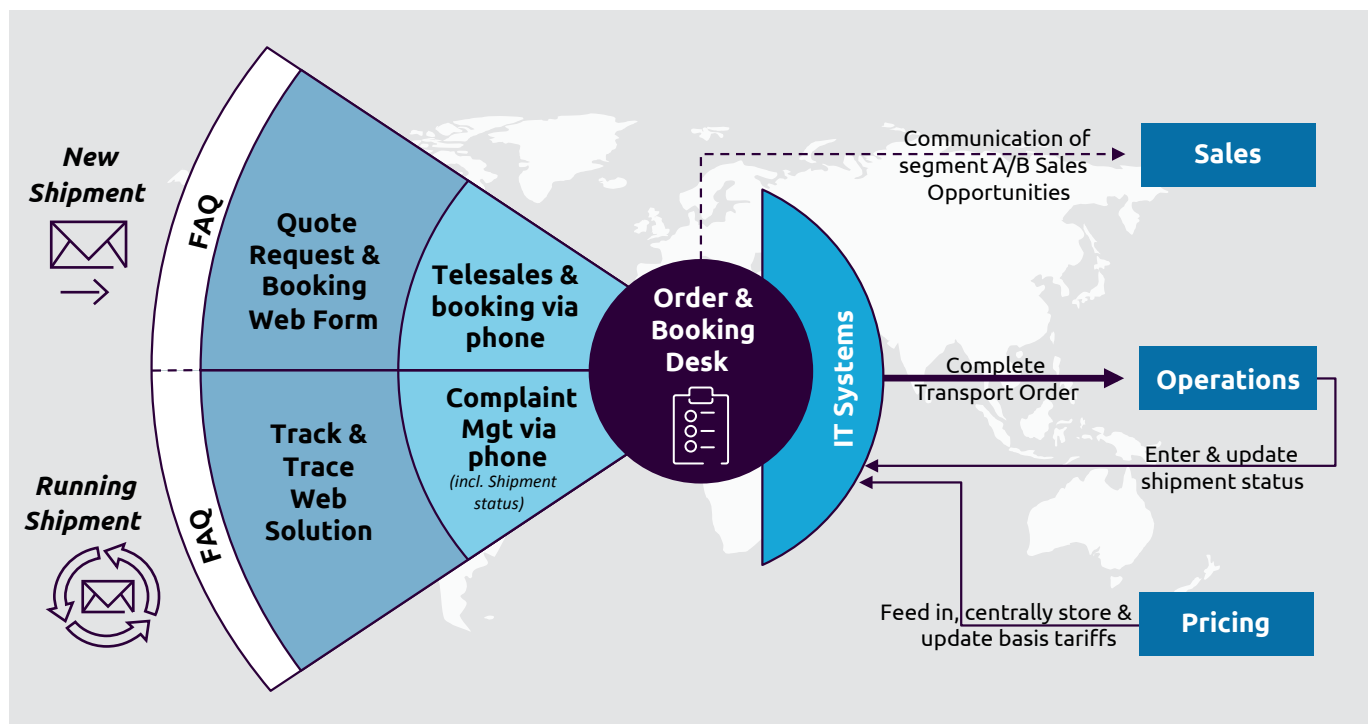 New
Shipment
FAQ
Quote
Request &
Booking
Web Form
Telesales &
booking via
phone
Running
Shipment
FAQ
Track &
Trace
Web
Solution
Complaint
Mgt via
phone
(incl. Shipment
status)
Order &
Booking
Desk
IT Systems
Communication of
segment A/B Sales
Opportunities
Sales
Complete
Transport Order
Operations
Enter & update
shipment status
Feed in, centrally store &
update basis tariffs
Pricing